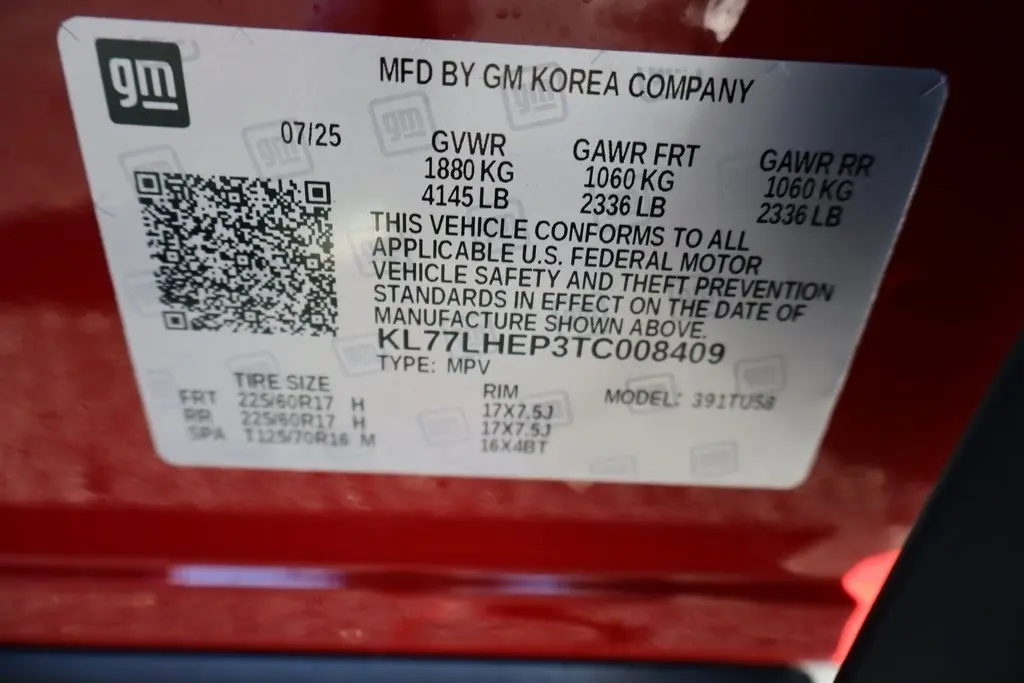 gm
MFD BY GM KOREA COMPANY
07/25
GVWR GAWR FRT GAWR RR
1880 KG 1060 KG 1060 KG
4145 LB 2336 LB 2336 LB
THIS VEHICLE CONFORMS TO ALL
APPLICABLE U.S. FEDERAL MOTOR
VEHICLE SAFETY AND THEFT PREVENTION
STANDARDS IN EFFECT ON THE DATE OF
MANUFACTURE SHOWN ABOVE.
KL77LHEP3TC008409
TYPE: MPV
TIRE SIZE RIM MODEL: 391TU58
FRT 225/60R17 H 17X7.5J
RR 225/60R17 H 17X7.5J
SPA T125/70R16 M 16X4BT